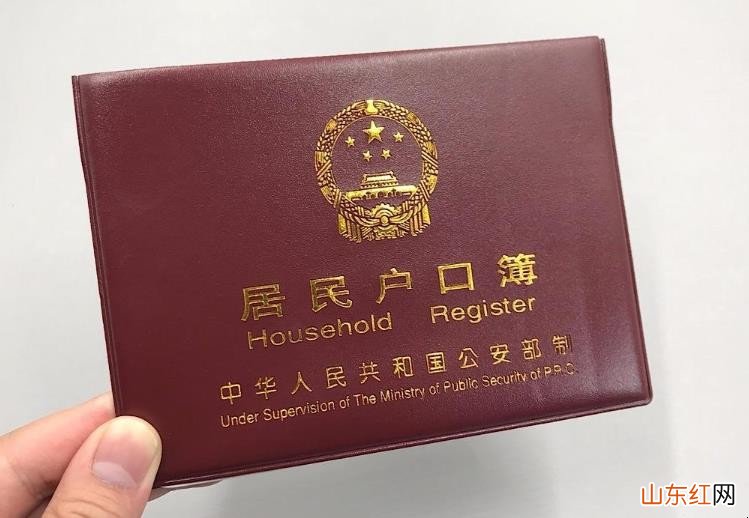 居民户口簿
Household Register
中华人民共和国公安部制
Under Supervision of The Ministry of Public Security of P.R.C.
山东红网